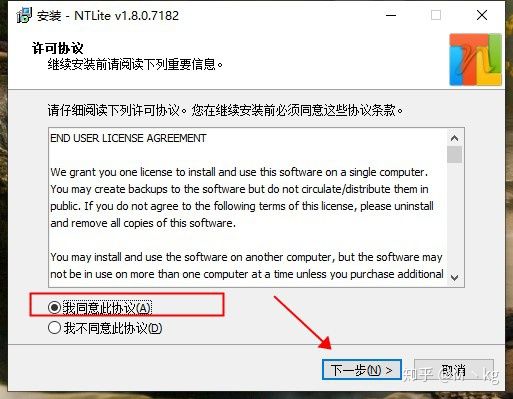 安装 - NTLite v1.8.0.7182
许可协议
继续安装前请阅读下列重要信息。
请仔细阅读下列许可协议。您在继续安装前必须同意这些协议条款。
END USER LICENSE AGREEMENT
We grant you one license to install and use this software on a single computer.
You may create backups to the software but do not circulate/distribute them in
public. If you do not agree to the following terms of this license, please uninstall
and remove all copies of this software.
You may install and use the software on another computer, but the software may
not be in use on more than one computer at a time unless you purchase additional
我同意此协议(A)
我不同意此协议(D)
下一步(N) >
取消
知乎
kg